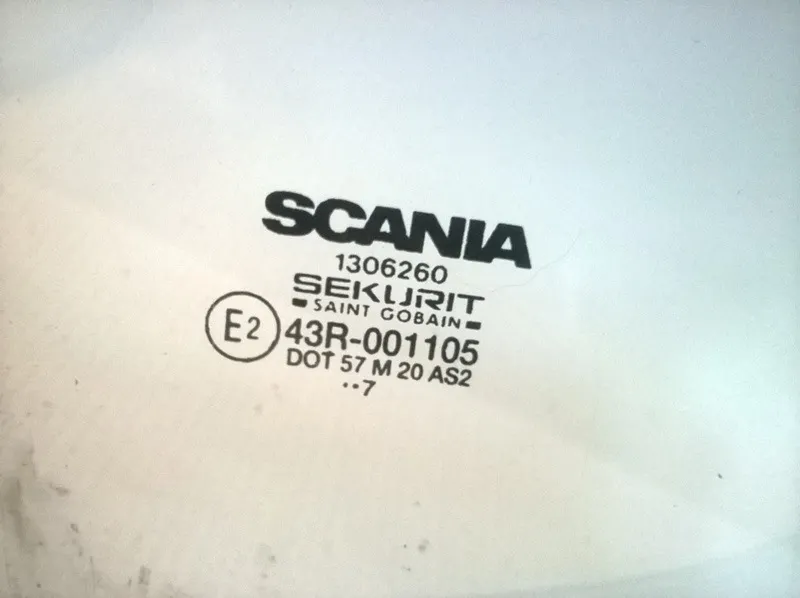 SCANIA
1306260
SEKURIT
SAINT GOBAIN
E2 43R-001105
DOT 57 M 20 AS2
··7